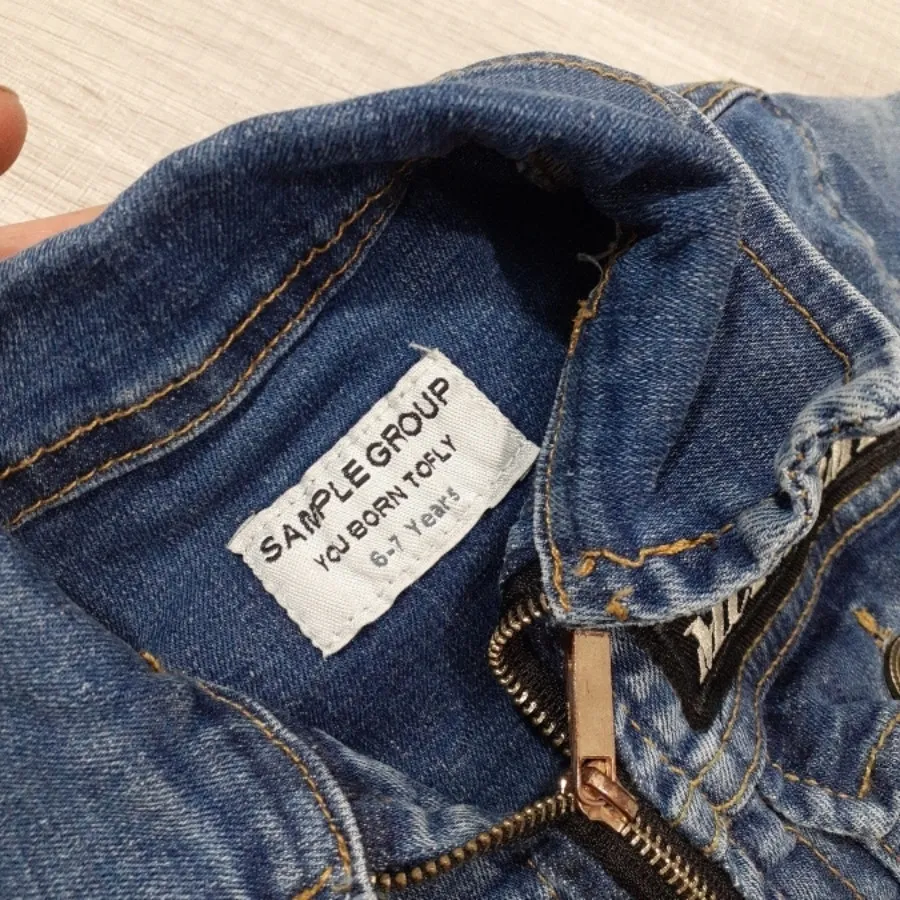 SAMPLE GROUP
YOU BORN TOFLY
6-7 Years